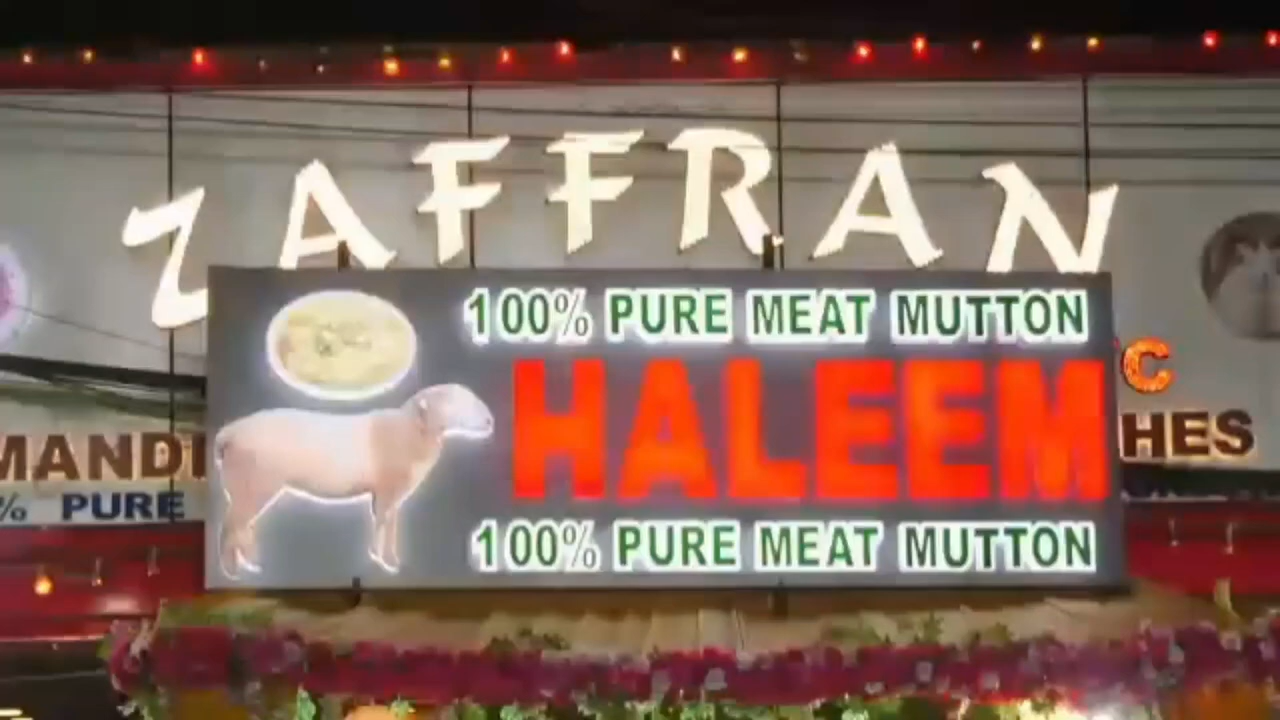 ZAFFRAN
100% PURE MEAT MUTTON
HALEEM
100% PURE MEAT MUTTON
MANDI
% PURE
C
HES